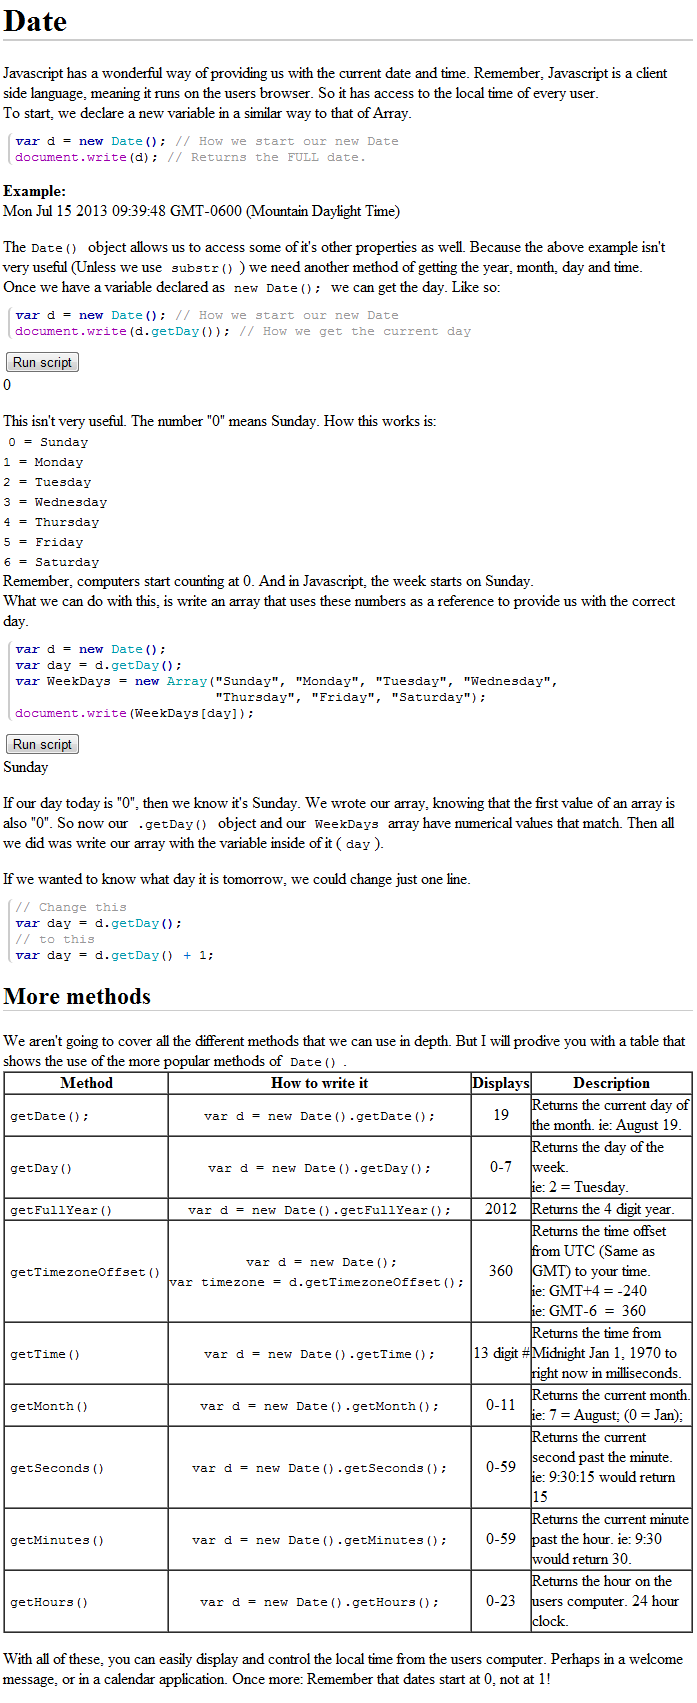 Date
Javascript has a wonderful way of providing us with the current date and time. Remember, Javascript is a client
side language, meaning it runs on the users browser. So it has access to the local time of every user.
To start, we declare a new variable in a similar way to that of Array.
var d = new Date(); // How we start our new Date
document.write(d); // Returns the FULL date.
Example:
Mon Jul 15 2013 09:39:48 GMT-0600 (Mountain Daylight Time)
The Date() object allows us to access some of it's other properties as well. Because the above example isn't
very useful (Unless we use substr() ) we need another method of getting the year, month, day and time.
Once we have a variable declared as new Date(); we can get the day. Like so:
var d = new Date(); // How we start our new Date
document.write(d.getDay()); // How we get the current day
Run script
0
This isn't very useful. The number "0" means Sunday. How this works is:
0 = Sunday
1 = Monday
2 = Tuesday
3 = Wednesday
4 = Thursday
5 = Friday
6 = Saturday
Remember, computers start counting at 0. And in Javascript, the week starts on Sunday.
What we can do with this, is write an array that uses these numbers as a reference to provide us with the correct
day.
var d = new Date();
var day = d.getDay();
var WeekDays = new Array("Sunday", "Monday", "Tuesday", "Wednesday",
"Thursday", "Friday", "Saturday");
document.write(WeekDays[day]);
Run script
Sunday
If our day today is "0", then we know it's Sunday. We wrote our array, knowing that the first value of an array is
also "0". So now our .getDay() object and our WeekDays array have numerical values that match. Then all
we did was write our array with the variable inside of it ( day ).
If we wanted to know what day it is tomorrow, we could change just one line.
// Change this
var day = d.getDay();
// to this
var day = d.getDay() + 1;
More methods
We aren't going to cover all the different methods that we can use in depth. But I will prodive you with a table that
shows the use of the more popular methods of Date() .
Method How to write it Displays Description
getDate(); var d = new Date().getDate(); 19 Returns the current day of
the month. ie: August 19.
getDay() var d = new Date().getDay(); 0-7 Returns the day of the
week.
ie: 2 = Tuesday.
getFullYear() var d = new Date().getFullYear(); 2012 Returns the 4 digit year.
getTimezoneOffset() var d = new Date();
var timezone = d.getTimezoneOffset(); 360 Returns the time offset
from UTC (Same as
GMT) to your time.
ie: GMT+4 = -240
ie: GMT-6 = 360
getTime() var d = new Date().getTime(); 13 digit # Returns the time from
Midnight Jan 1, 1970 to
right now in milliseconds.
getMonth() var d = new Date().getMonth(); 0-11 Returns the current month.
ie: 7 = August; (0 = Jan);
getSeconds() var d = new Date().getSeconds(); 0-59 Returns the current
second past the minute.
ie: 9:30:15 would return
15
getMinutes() var d = new Date().getMinutes(); 0-59 Returns the current minute
past the hour. ie: 9:30
would return 30.
getHours() var d = new Date().getHours(); 0-23 Returns the hour on the
users computer. 24 hour
clock.
With all of these, you can easily display and control the local time from the users computer. Perhaps in a welcome
message, or in a calendar application. Once more: Remember that dates start at 0, not at 1!